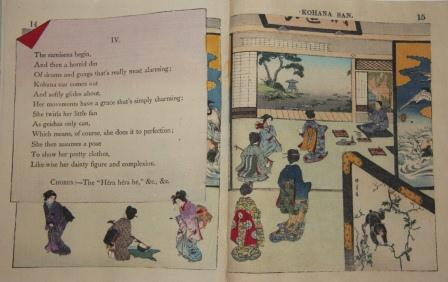 14
IV.
The samisens begin,
And then a horrid din
Of drums and gongs that's really most alarming;
Kohana san comes out
And softly glides about,
Her movements have a grace that's simply charming;
She twirls her little fan
As geishas only can,
Which means, of course, she does it to perfection;
She then assumes a pose
To show her pretty clothes,
Like-wise her dainty figure and complexion.
CHORUS:—The "Héra héra hé," &c., &c.
KOHANA SAN.
15